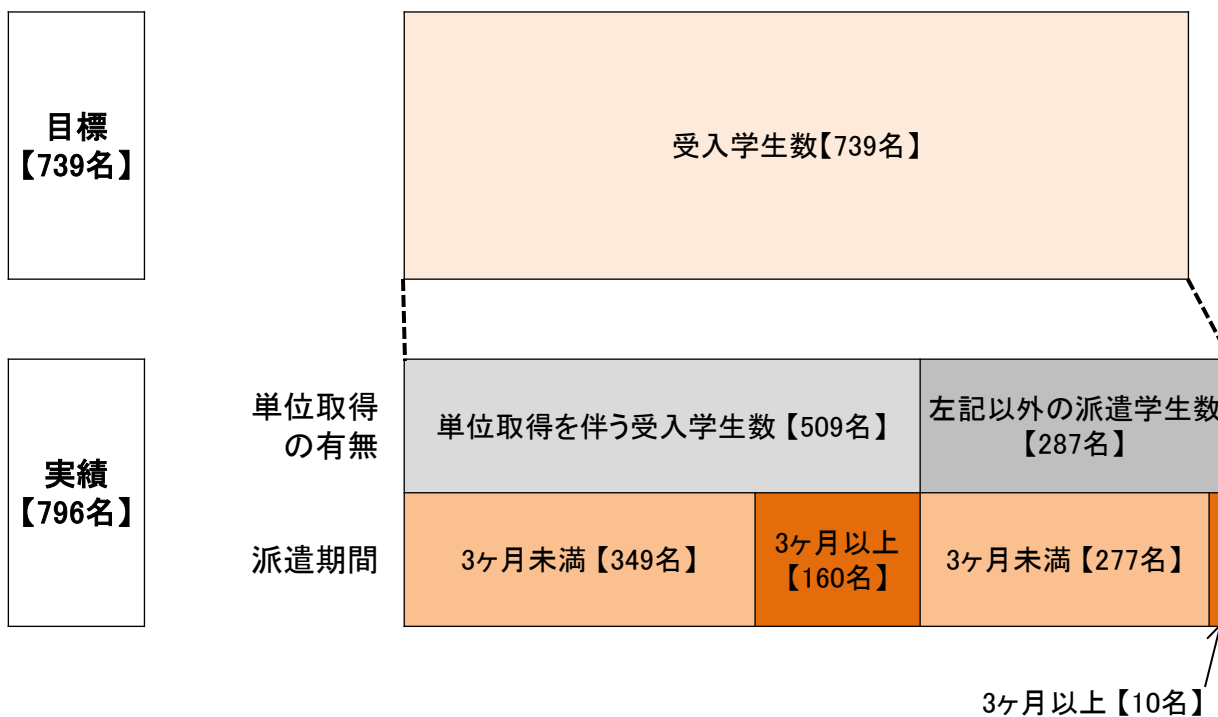 目標
【739名】
受入学生数【739名】
単位取得
の有無
単位取得を伴う受入学生数【509名】
左記以外の派遣学生数
【287名】
実績
【796名】
派遣期間
3ヶ月未満【349名】
3ヶ月以上
【160名】
3ヶ月未満【277名】
3ヶ月以上【10名】